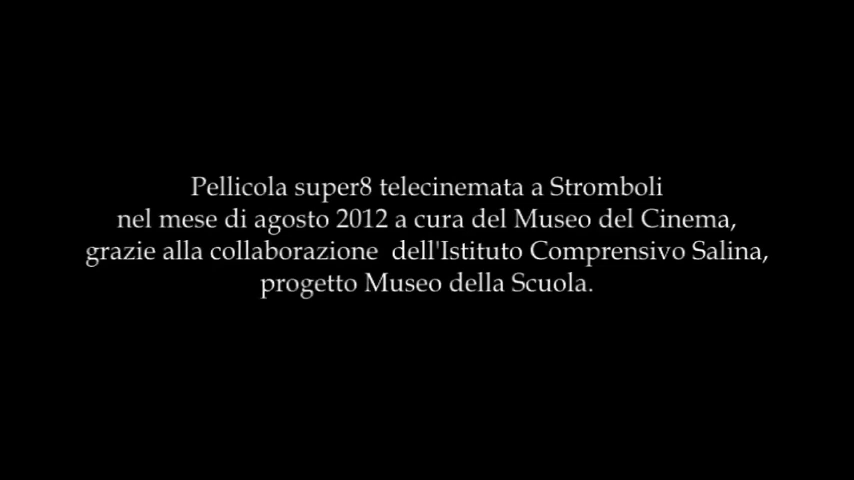 Pellicola super8 telecinemata a Stromboli
nel mese di agosto 2012 a cura del Museo del Cinema,
grazie alla collaborazione  dell'Istituto Comprensivo Salina,
progetto Museo della Scuola.